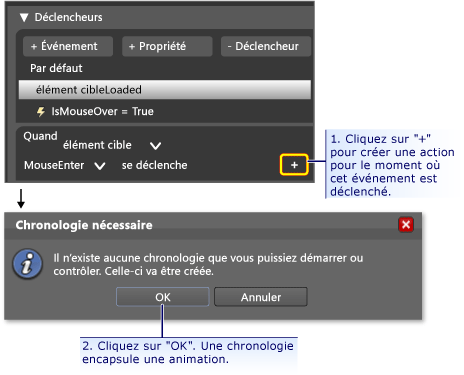 Déclencheurs
+ Événement + Propriété - Déclencheur
Par défaut
élément cibleLoaded
IsMouseOver = True
Quand
élément cible
MouseEnter se déclenche +
1. Cliquez sur "+"
pour créer une action
pour le moment où
cet événement est
déclenché.
Chronologie nécessaire
Il n'existe aucune chronologie que vous puissiez démarrer ou
contrôler. Celle-ci va être créée.
OK Annuler
2. Cliquez sur "OK". Une chronologie
encapsule une animation.